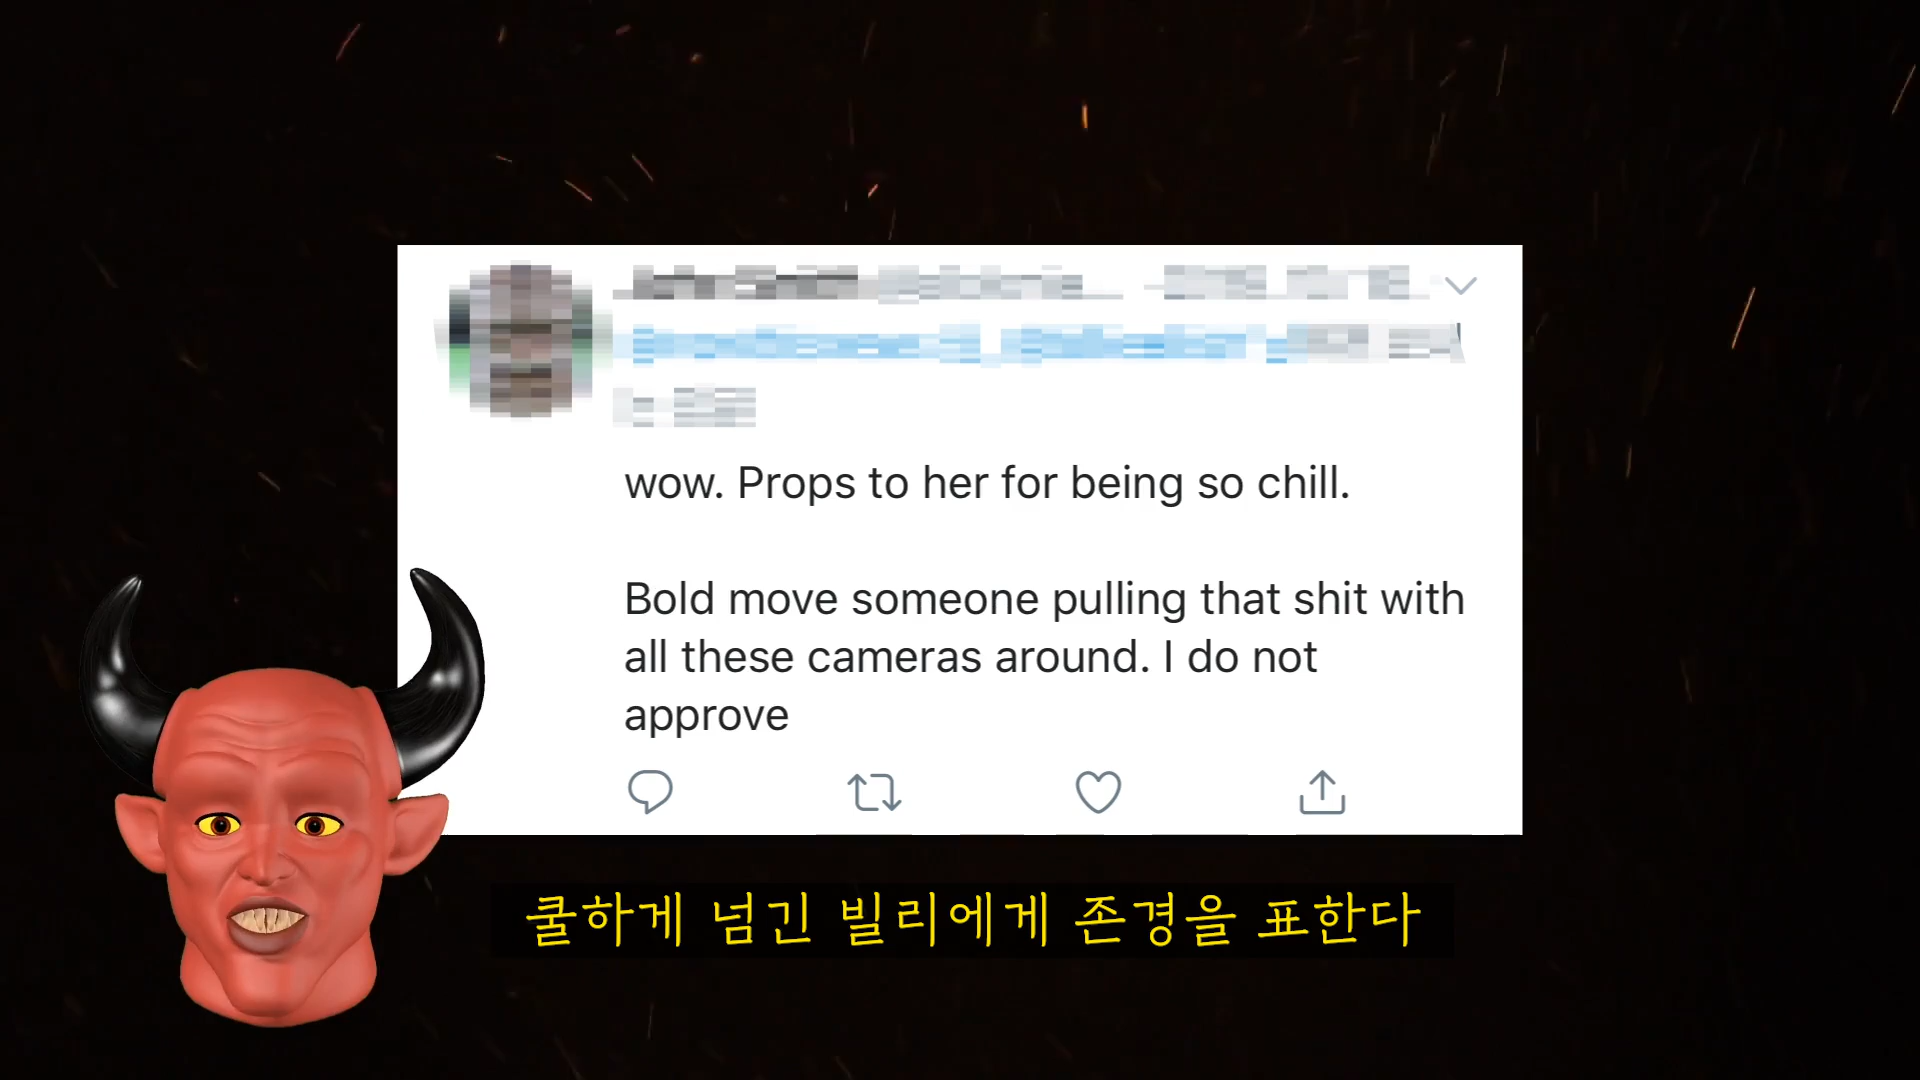 wow. Props to her for being so chill.
Bold move someone pulling that shit with
all these cameras around. I do not
approve
쿨하게 넘긴 빌리에게 존경을 표한다